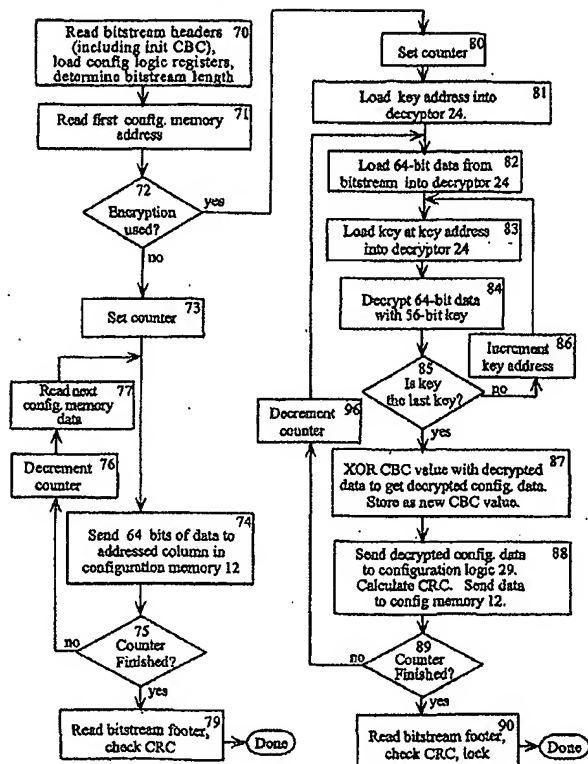 70
Read bitstream headers
(including init CBC),
load config logic registers,
determine bitstream length
71
Read first config. memory
address
72
Encryption
used?
yes
no
73
Set counter
77
Read next
config. memory
data
76
Decrement
counter
74
Send 64 bits of data to
addressed column in
configuration memory 12
75
Counter
Finished?
no
yes
79
Read bitstream footer,
check CRC
Done
80
Set counter
81
Load key address into
decryptor 24.
82
Load 64-bit data from
bitstream into decryptor 24
83
Load key at key address
into decryptor 24
84
Decrypt 64-bit data
with 56-bit key
86
Increment
key address
85
Is key
the last key?
no
yes
96
Decrement
counter
87
XOR CBC value with decrypted
data to get decrypted config. data.
Store as new CBC value.
88
Send decrypted config. data
to configuration logic 29.
Calculate CRC. Send data
to config memory 12.
89
Counter
Finished?
no
yes
90
Read bitstream footer,
check CRC, lock
Done